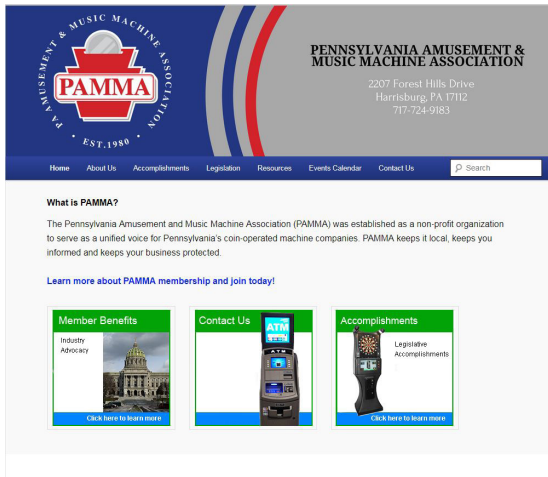 PA AMUSEMENT & MUSIC MACHINE ASSOCIATION
PAMMA
• EST.1980 •
PENNSYLVANIA AMUSEMENT &
MUSIC MACHINE ASSOCIATION
2207 Forest Hills Drive
Harrisburg, PA 17112
717-724-9183
Home About Us Accomplishments Legislation Resources Events Calendar Contact Us Search
What is PAMMA?
The Pennsylvania Amusement and Music Machine Association (PAMMA) was established as a non-profit organization
to serve as a unified voice for Pennsylvania's coin-operated machine companies. PAMMA keeps it local, keeps you
informed and keeps your business protected.
Learn more about PAMMA membership and join today!
Member Benefits
Industry
Advocacy
Click here to learn more
Contact Us
ATM
ATM
Accomplishments
Legislative
Accomplishments
Click here to learn more